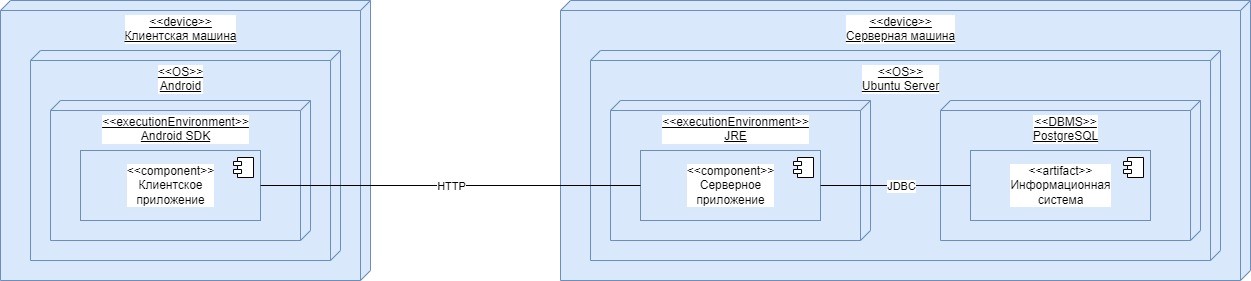 <<device>>
Клиентская машина
<<OS>>
Android
<<executionEnvironment>>
Android SDK
<<component>>
Клиентское
приложение
HTTP
<<device>>
Серверная машина
<<OS>>
Ubuntu Server
<<executionEnvironment>>
JRE
<<component>>
Серверное
приложение
JDBC
<<DBMS>>
PostgreSQL
<<artifact>>
Информационная
система